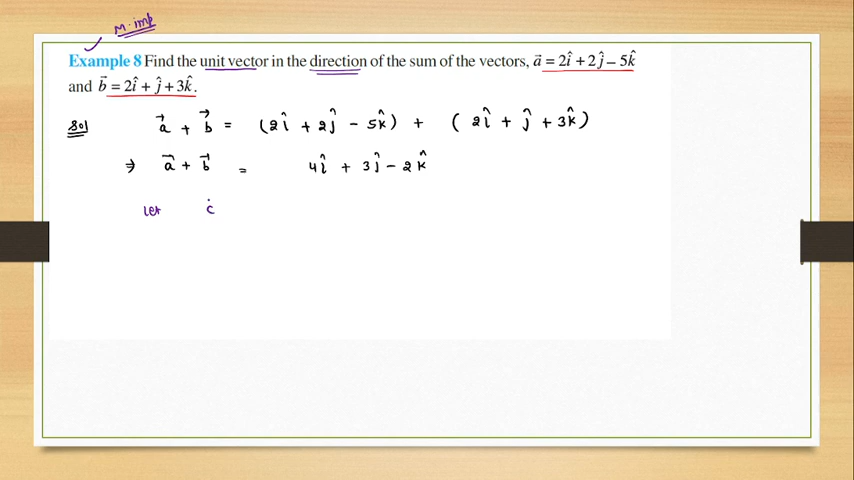 M. imp
Example 8 Find the unit vector in the direction of the sum of the vectors, a⃗ = 2î + 2ĵ – 5k̂
and b⃗ = 2î + ĵ + 3k̂.
Sol a⃗ + b⃗ = (2î + 2ĵ - 5k̂) + (2î + ĵ + 3k̂)
⇒ a⃗ + b⃗ = 4î + 3ĵ - 2k̂
let c